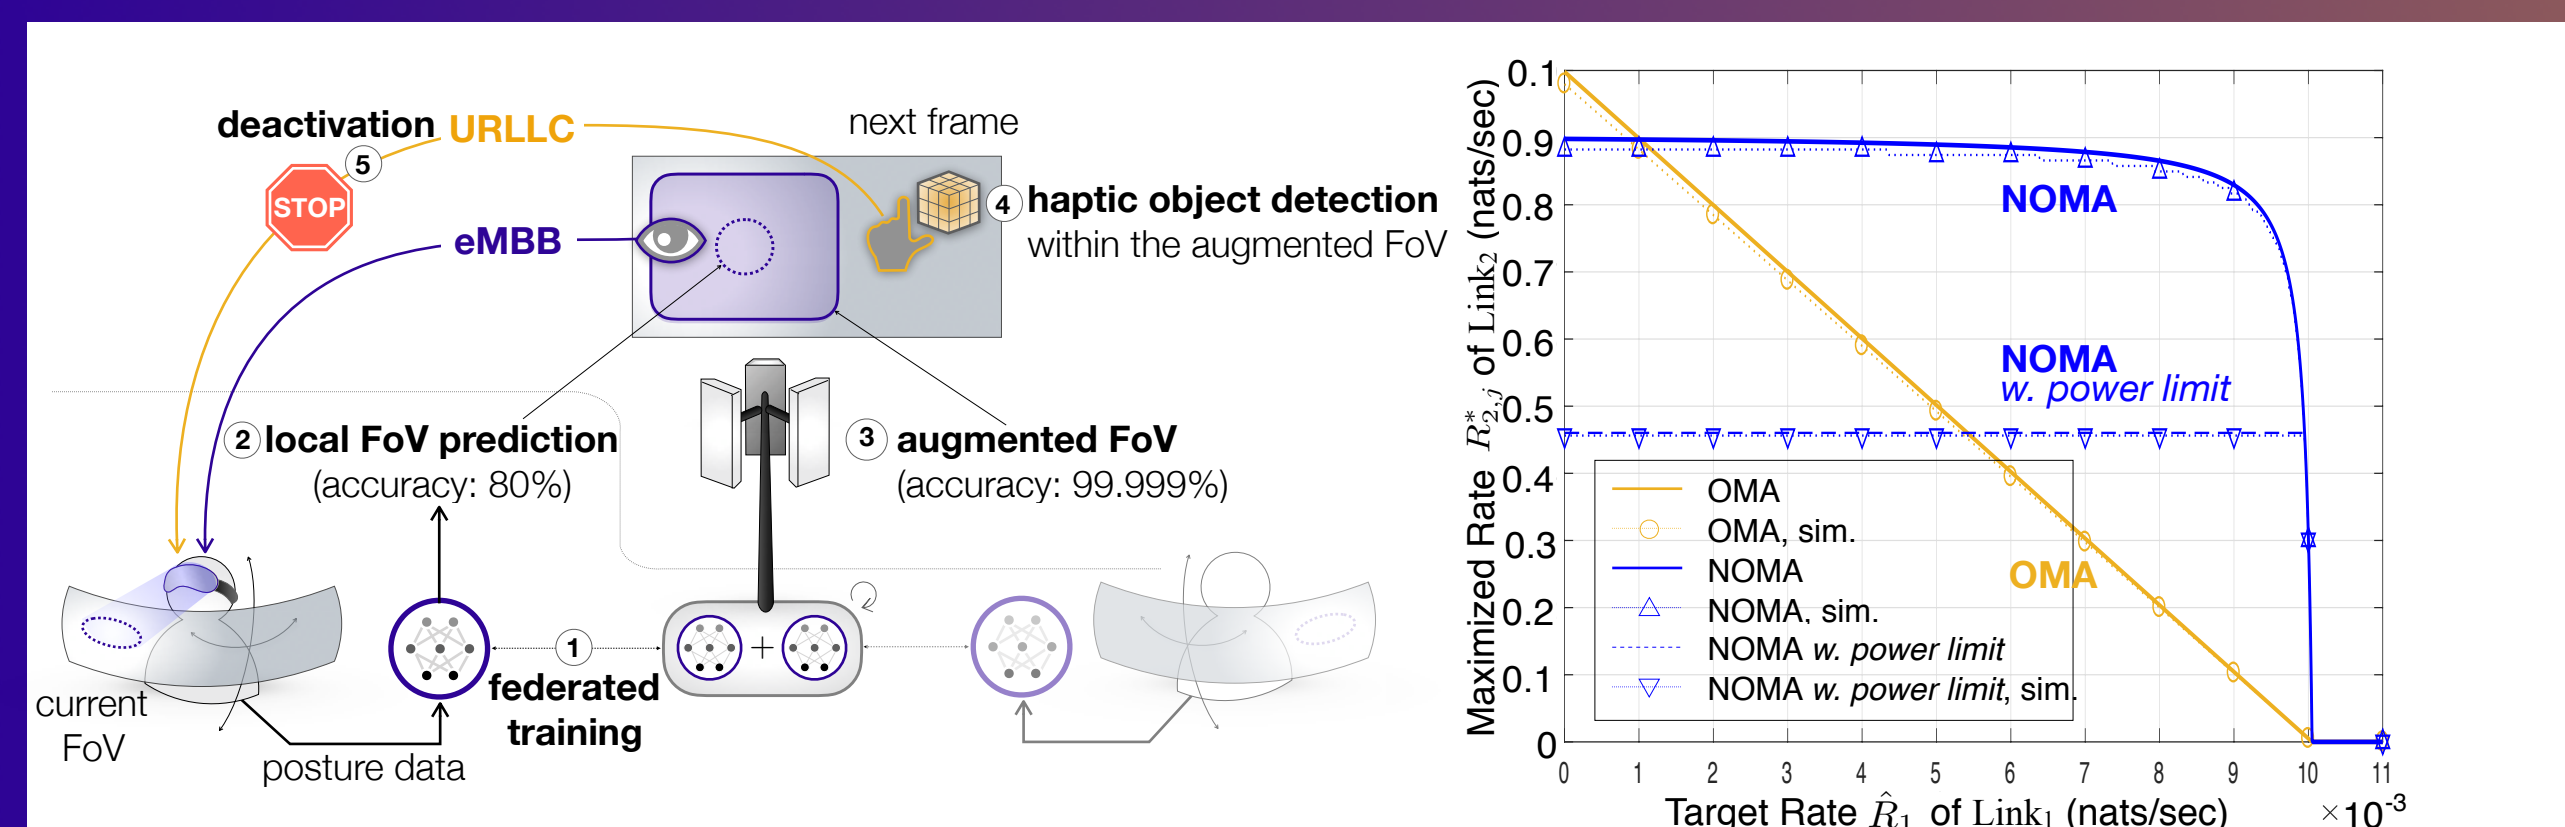 deactivation URLLC
5
STOP
eMBB
next frame
4 haptic object detection
within the augmented FoV
2 local FoV prediction
(accuracy: 80%)
3 augmented FoV
(accuracy: 99.999%)
1
+
federated
training
current
FoV
posture data
Maximized Rate R*2,j of Link2 (nats/sec)
0.1
0.9
0.8
0.7
0.6
0.5
0.4
0.3
0.2
0.1
0
NOMA
NOMA
w. power limit
OMA
OMA
OMA, sim.
NOMA
NOMA, sim.
NOMA w. power limit
NOMA w. power limit, sim.
0 1 2 3 4 5 6 7 8 9 10 11
Target Rate R̂1 of Link1 (nats/sec)
×10-3